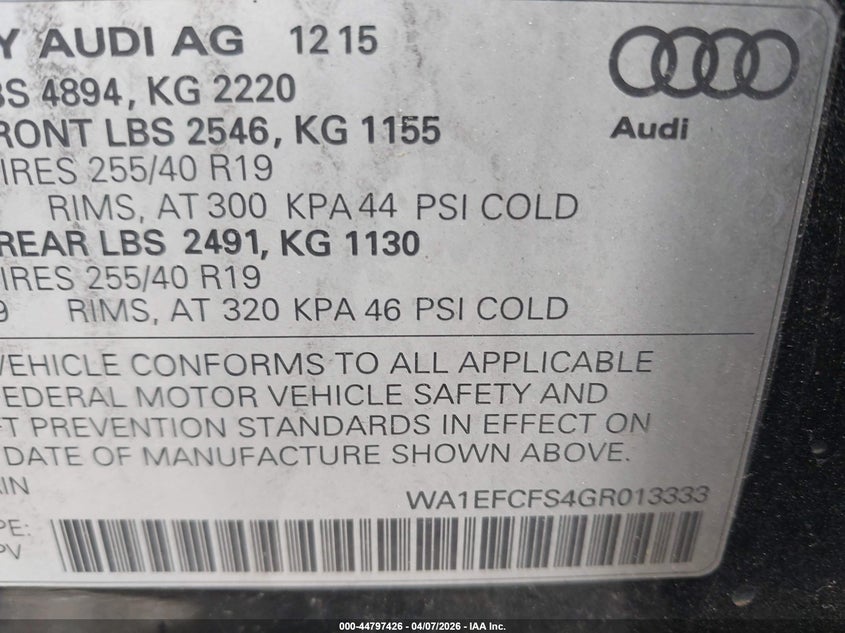 Y AUDI AG 12 15
BS 4894, KG 2220
RONT LBS 2546, KG 1155
IRES 255/40 R19
RIMS, AT 300 KPA 44 PSI COLD
REAR LBS 2491, KG 1130
IRES 255/40 R19
9 RIMS, AT 320 KPA 46 PSI COLD
Audi
VEHICLE CONFORMS TO ALL APPLICABLE
FEDERAL MOTOR VEHICLE SAFETY AND
FT PREVENTION STANDARDS IN EFFECT ON
DATE OF MANUFACTURE SHOWN ABOVE.
IN
WA1EFCFS4GR013333
PE:
PV
000-44797426 | 04/07/2026 | IAA Inc.